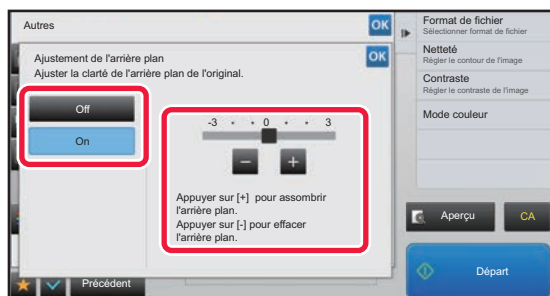 Autres
OK
Ajustement de l'arrière plan
Ajuster la clarté de l'arrière plan de l'original.
OK
Off
On
-3 • • 0 • • 3
− +
Appuyer sur [+] pour assombrir
l'arrière plan.
Appuyer sur [-] pour effacer
l'arrière plan.
Précédent
Format de fichier
Sélectionner format de fichier
Netteté
Régler le contour de l'image
Contraste
Régler le contraste de l'image
Mode couleur
Aperçu
CA
Départ